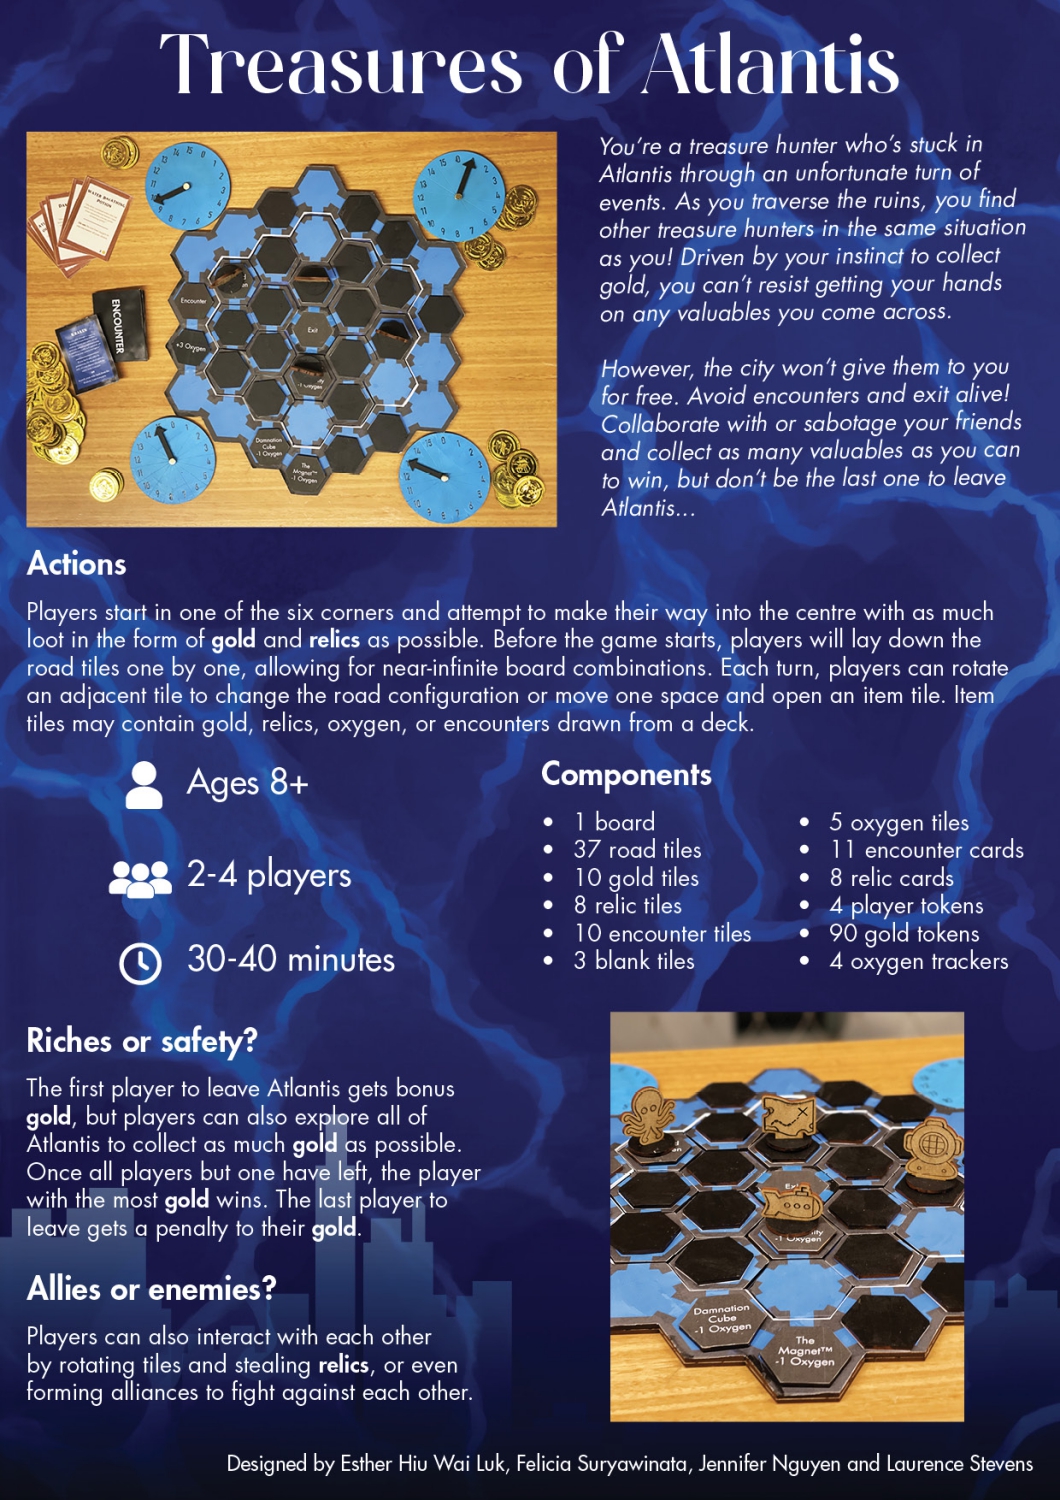 Treasures of Atlantis
You're a treasure hunter who's stuck in
Atlantis through an unfortunate turn of
events. As you traverse the ruins, you find
other treasure hunters in the same situation
as you! Driven by your instinct to collect
gold, you can't resist getting your hands
on any valuables you come across.
However, the city won't give them to you
for free. Avoid encounters and exit alive!
Collaborate with or sabotage your friends
and collect as many valuables as you can
to win, but don't be the last one to leave
Atlantis...
ENCOUNTER
Encounter
+3 Oxygen
Exit
-1 Oxygen
Damnation
Cube
-1 Oxygen
The
Magnet™
-1 Oxygen
Actions
Players start in one of the six corners and attempt to make their way into the centre with as much
loot in the form of gold and relics as possible. Before the game starts, players will lay down the
road tiles one by one, allowing for near-infinite board combinations. Each turn, players can rotate
an adjacent tile to change the road configuration or move one space and open an item tile. Item
tiles may contain gold, relics, oxygen, or encounters drawn from a deck.
Ages 8+
2-4 players
30-40 minutes
Components
• 1 board
• 37 road tiles
• 10 gold tiles
• 8 relic tiles
• 10 encounter tiles
• 3 blank tiles
• 5 oxygen tiles
• 11 encounter cards
• 8 relic cards
• 4 player tokens
• 90 gold tokens
• 4 oxygen trackers
Riches or safety?
The first player to leave Atlantis gets bonus
gold, but players can also explore all of
Atlantis to collect as much gold as possible.
Once all players but one have left, the player
with the most gold wins. The last player to
leave gets a penalty to their gold.
Allies or enemies?
Players can also interact with each other
by rotating tiles and stealing relics, or even
forming alliances to fight against each other.
-1 Oxygen
Damnation
Cube
-1 Oxygen
The
Magnet™
-1 Oxygen
Designed by Esther Hiu Wai Luk, Felicia Suryawinata, Jennifer Nguyen and Laurence Stevens